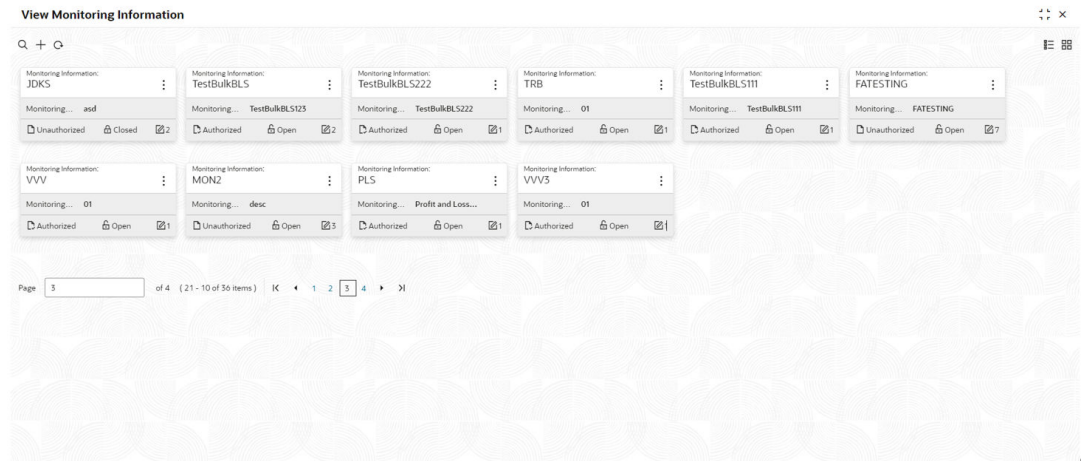 View Monitoring Information
Monitoring Information: Monitoring Information: Monitoring Information: Monitoring Information: Monitoring Information: Monitoring Information:
JDKS TestBulkBLS TestBulkBLS222 TRB TestBulkBLS111 FATESTING
Monitoring... asd Monitoring... TestBulkBLS123 Monitoring... TestBulkBLS222 Monitoring... 01 Monitoring... TestBulkBLS111 Monitoring... FATESTING
Unauthorized Closed 2 Authorized Open 2 Authorized Open 1 Authorized Open 1 Authorized Open 1 Unauthorized Open 7
Monitoring Information: Monitoring Information: Monitoring Information: Monitoring Information:
VVV MON2 PLS VVV3
Monitoring... 01 Monitoring... desc Monitoring... Profit and Loss... Monitoring... 01
Authorized Open 1 Unauthorized Open 3 Authorized Open 1 Authorized Open 1
Page 3 of 4 (21 - 10 of 36 items) 1 2 3 4